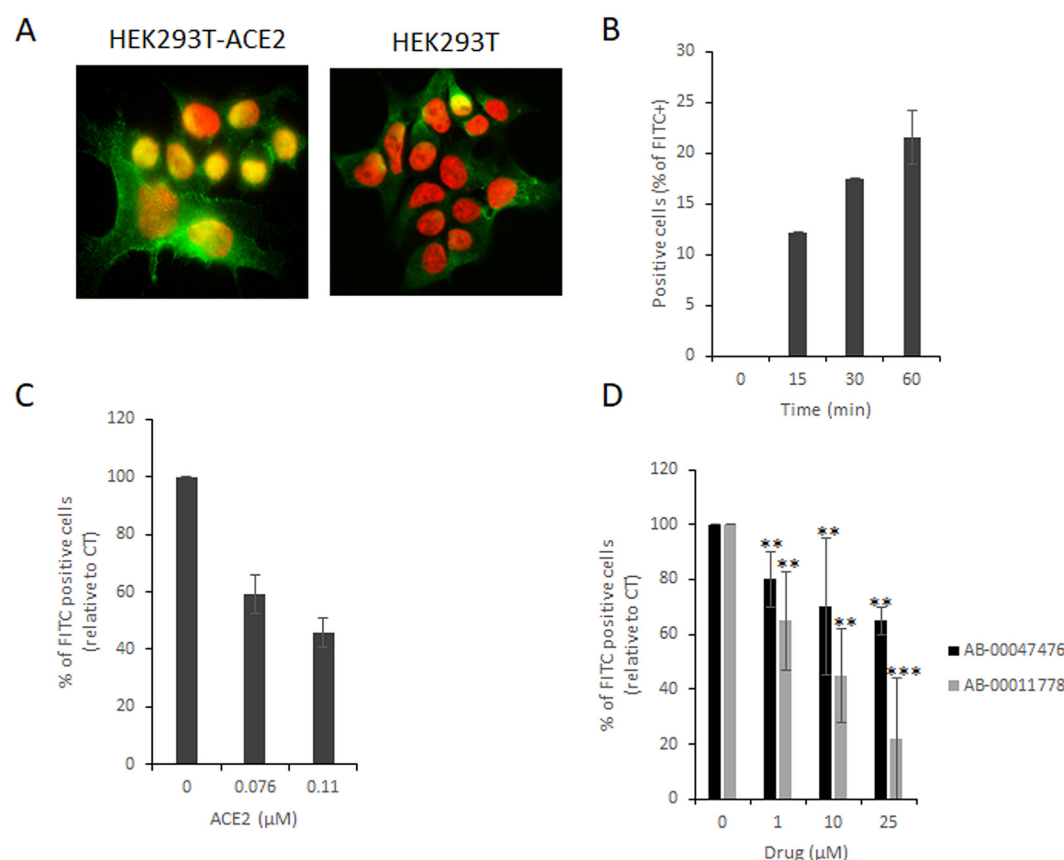 A
HEK293T-ACE2
HEK293T
B
Positive cells (% of FITC+)
30
25
20
15
10
5
0
0 15 30 60
Time (min)
C
% of FITC positive cells
(relative to CT)
120
100
80
60
40
20
0
0 0.076 0.11
ACE2 (µM)
D
% of FITC positive cells
(relative to CT)
120
100
80
60
40
20
0
** ** ** ** ** ***
0 1 10 25
Drug (µM)
AB-00047476
AB-00011778